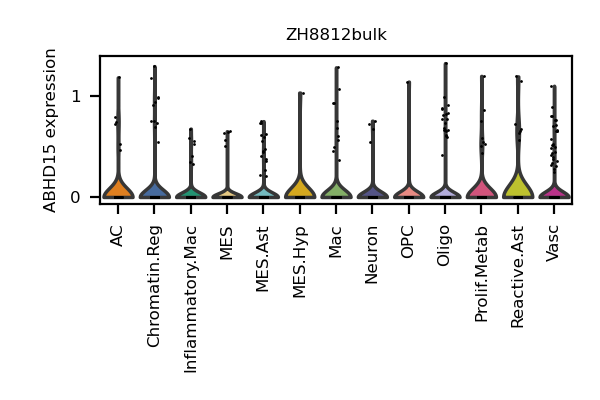 ZH8812bulk
ABHD15 expression
1
0
AC
Chromatin.Reg
Inflammatory.Mac
MES
MES.Ast
MES.Hyp
Mac
Neuron
OPC
Oligo
Prolif.Metab
Reactive.Ast
Vasc